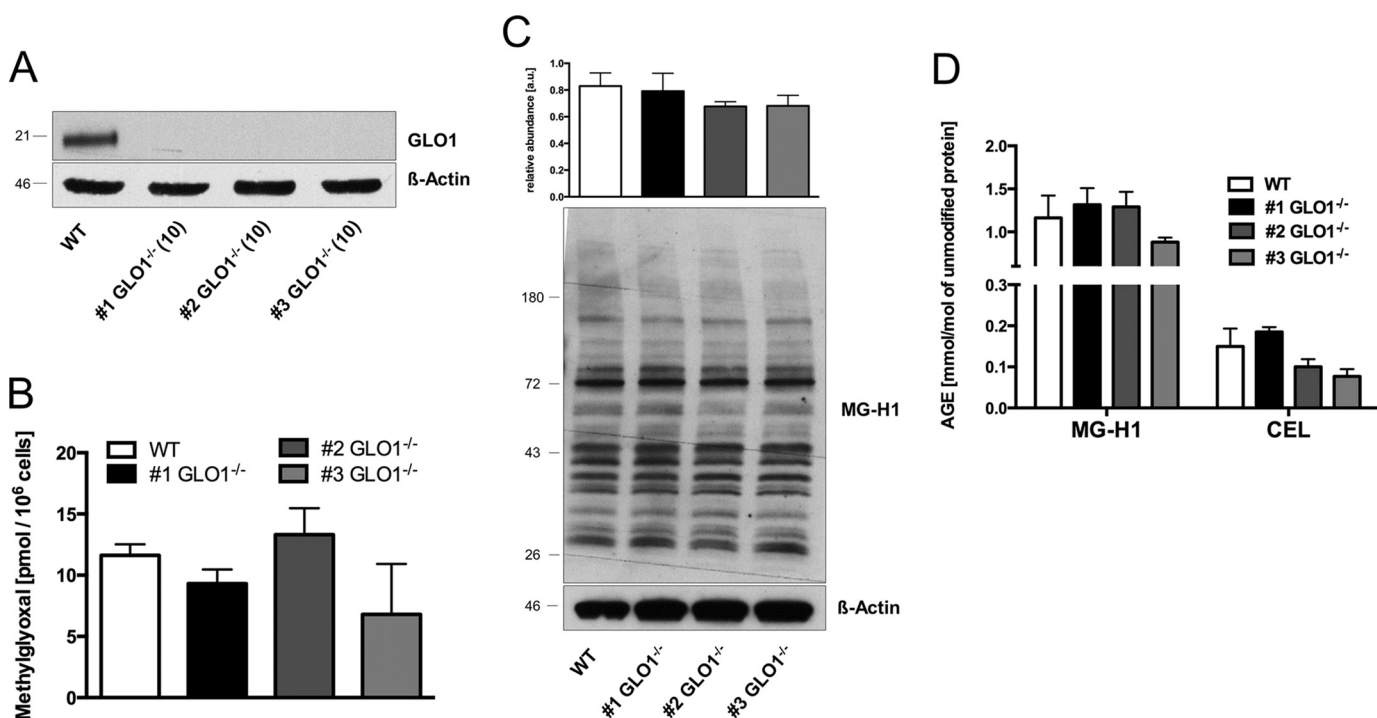 A
21
GLO1
46
ß-Actin
WT
#1 GLO1-/- (10)
#2 GLO1-/- (10)
#3 GLO1-/- (10)
B
Methylglyoxal [pmol / 10⁶ cells]
WT
#1 GLO1-/-
#2 GLO1-/-
#3 GLO1-/-
20
15
10
5
0
C
relative abundance [a.u.]
1.0
0.8
0.6
0.4
0.2
0.0
180
72
43
26
MG-H1
46
ß-Actin
WT
#1 GLO1-/-
#2 GLO1-/-
#3 GLO1-/-
D
AGE [mmol/mol of unmodified protein]
2.0
1.5
1.0
0.3
0.2
0.1
0.0
WT
#1 GLO1-/-
#2 GLO1-/-
#3 GLO1-/-
MG-H1
CEL